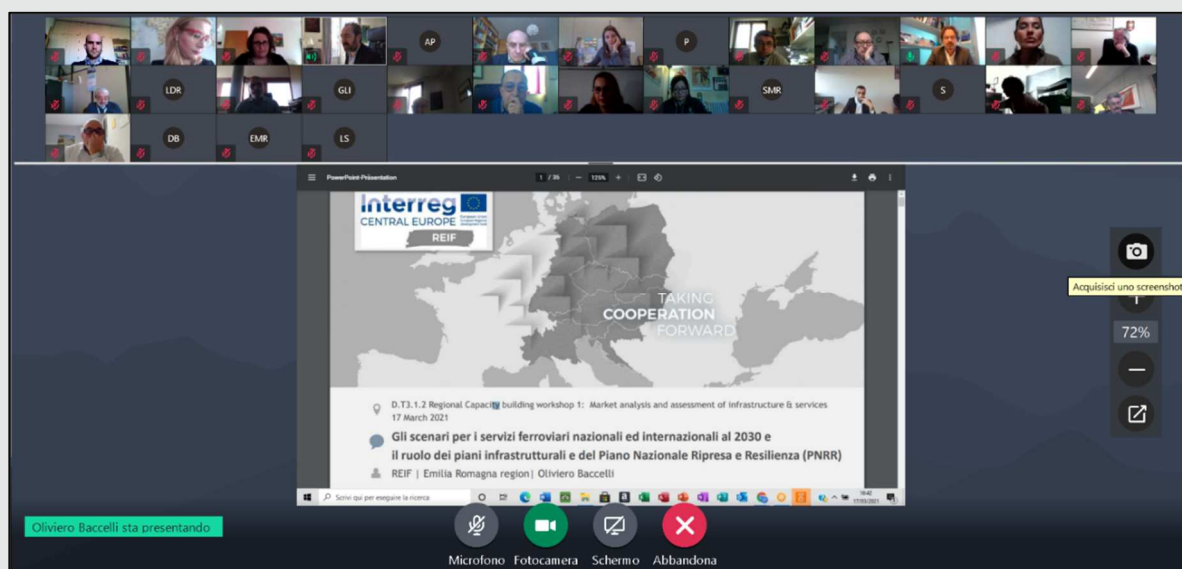 AP
P
LDR
GLI
SMR
S
DB
EMR
LS
PowerPoint-Präsentation
1 / 36
125%
Interreg
CENTRAL EUROPE
REIF
TAKING
COOPERATION
FORWARD
Acquisisci uno screenshot
72%
D.T3.1.2 Regional Capacity building workshop 1: Market analysis and assessment of infrastructure & services
17 March 2021
Gli scenari per i servizi ferroviari nazionali ed internazionali al 2030 e
il ruolo dei piani infrastrutturali e del Piano Nazionale Ripresa e Resilienza (PNRR)
REIF | Emilia Romagna region| Oliviero Baccelli
Scrivi qui per eseguire la ricerca
17/03/2021
Oliviero Baccelli sta presentando
Microfono Fotocamera Schermo Abbandona